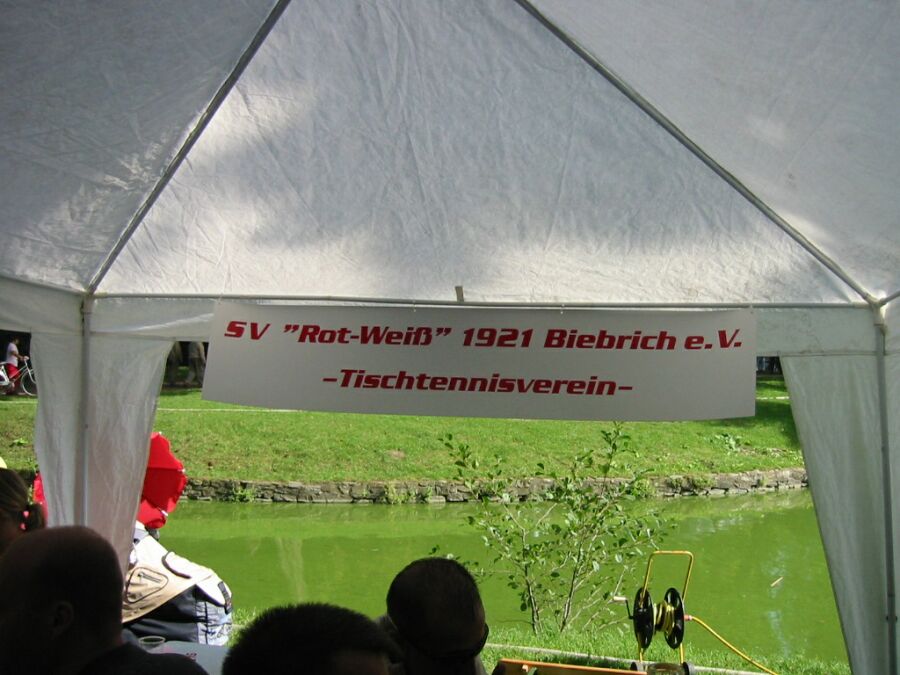 SV "Rot-Weiß" 1921 Biebrich e.V.
-Tischtennisverein-